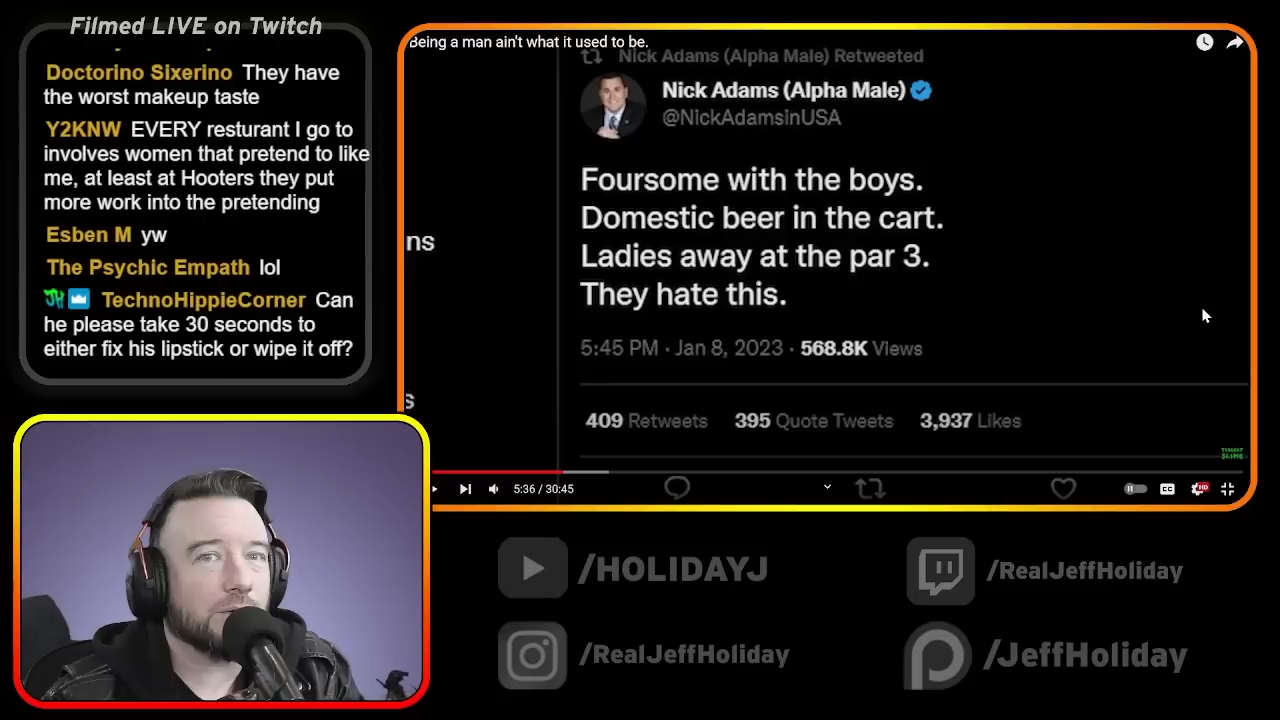 Filmed LIVE on Twitch
Doctorino Sixerino They have
the worst makeup taste
Y2KNW EVERY resturant I go to
involves women that pretend to like
me, at least at Hooters they put
more work into the pretending
Esben M yw
The Psychic Empath lol
TechnoHippieCorner Can
he please take 30 seconds to
either fix his lipstick or wipe it off?
Being a man ain't what it used to be.
Nick Adams (Alpha Male) Retweeted
Nick Adams (Alpha Male)
@NickAdamsinUSA
ns
Foursome with the boys.
Domestic beer in the cart.
Ladies away at the par 3.
They hate this.
5:45 PM · Jan 8, 2023 · 568.8K Views
s
409 Retweets 395 Quote Tweets 3,937 Likes
SLIME
5:36 / 30:45
CC
HD
/HOLIDAYJ
/RealJeffHoliday
/RealJeffHoliday
/JeffHoliday